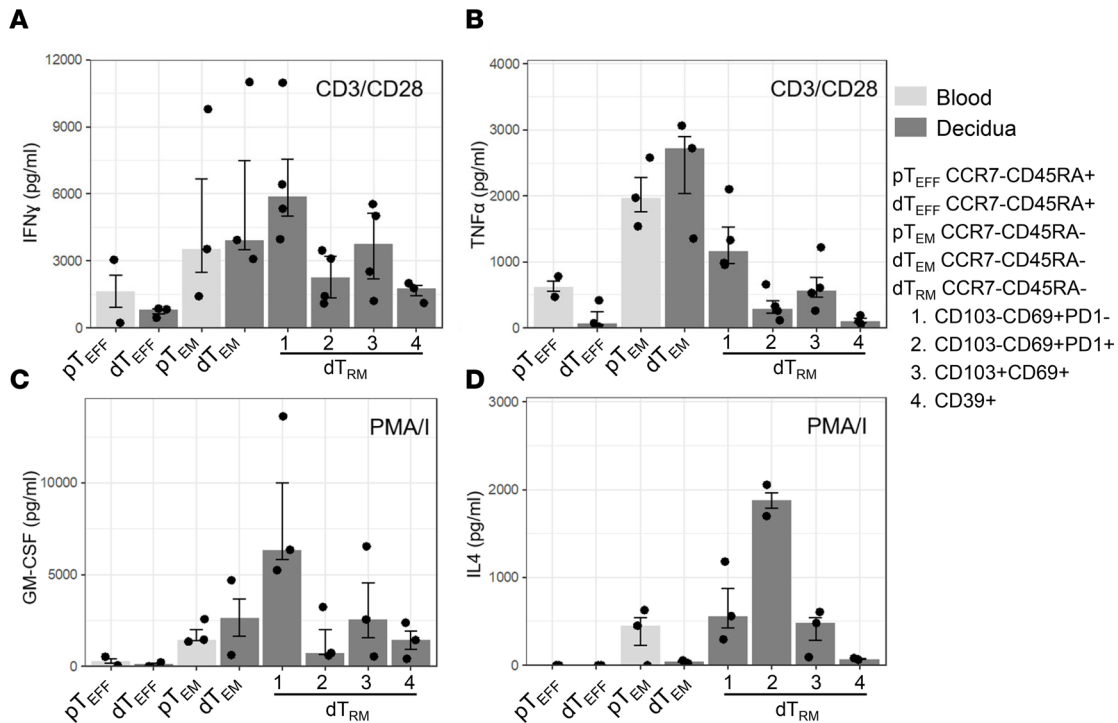 A
IFNγ (pg/ml)
12000
9000
6000
3000
0
CD3/CD28
pTEFF dTEFF pTEM dTEM 1 2 3 4
dTRM
B
TNFα (pg/ml)
3000
2000
1000
0
CD3/CD28
pTEFF dTEFF pTEM dTEM 1 2 3 4
dTRM
Blood
Decidua
pTEFF CCR7-CD45RA+
dTEFF CCR7-CD45RA+
pTEM CCR7-CD45RA-
dTEM CCR7-CD45RA-
dTRM CCR7-CD45RA-
1. CD103-CD69+PD1-
2. CD103-CD69+PD1+
3. CD103+CD69+
4. CD39+
C
GM-CSF (pg/ml)
10000
5000
0
PMA/I
pTEFF dTEFF pTEM dTEM 1 2 3 4
dTRM
D
IL4 (pg/ml)
3000
2000
1000
0
PMA/I
pTEFF dTEFF pTEM dTEM 1 2 3 4
dTRM